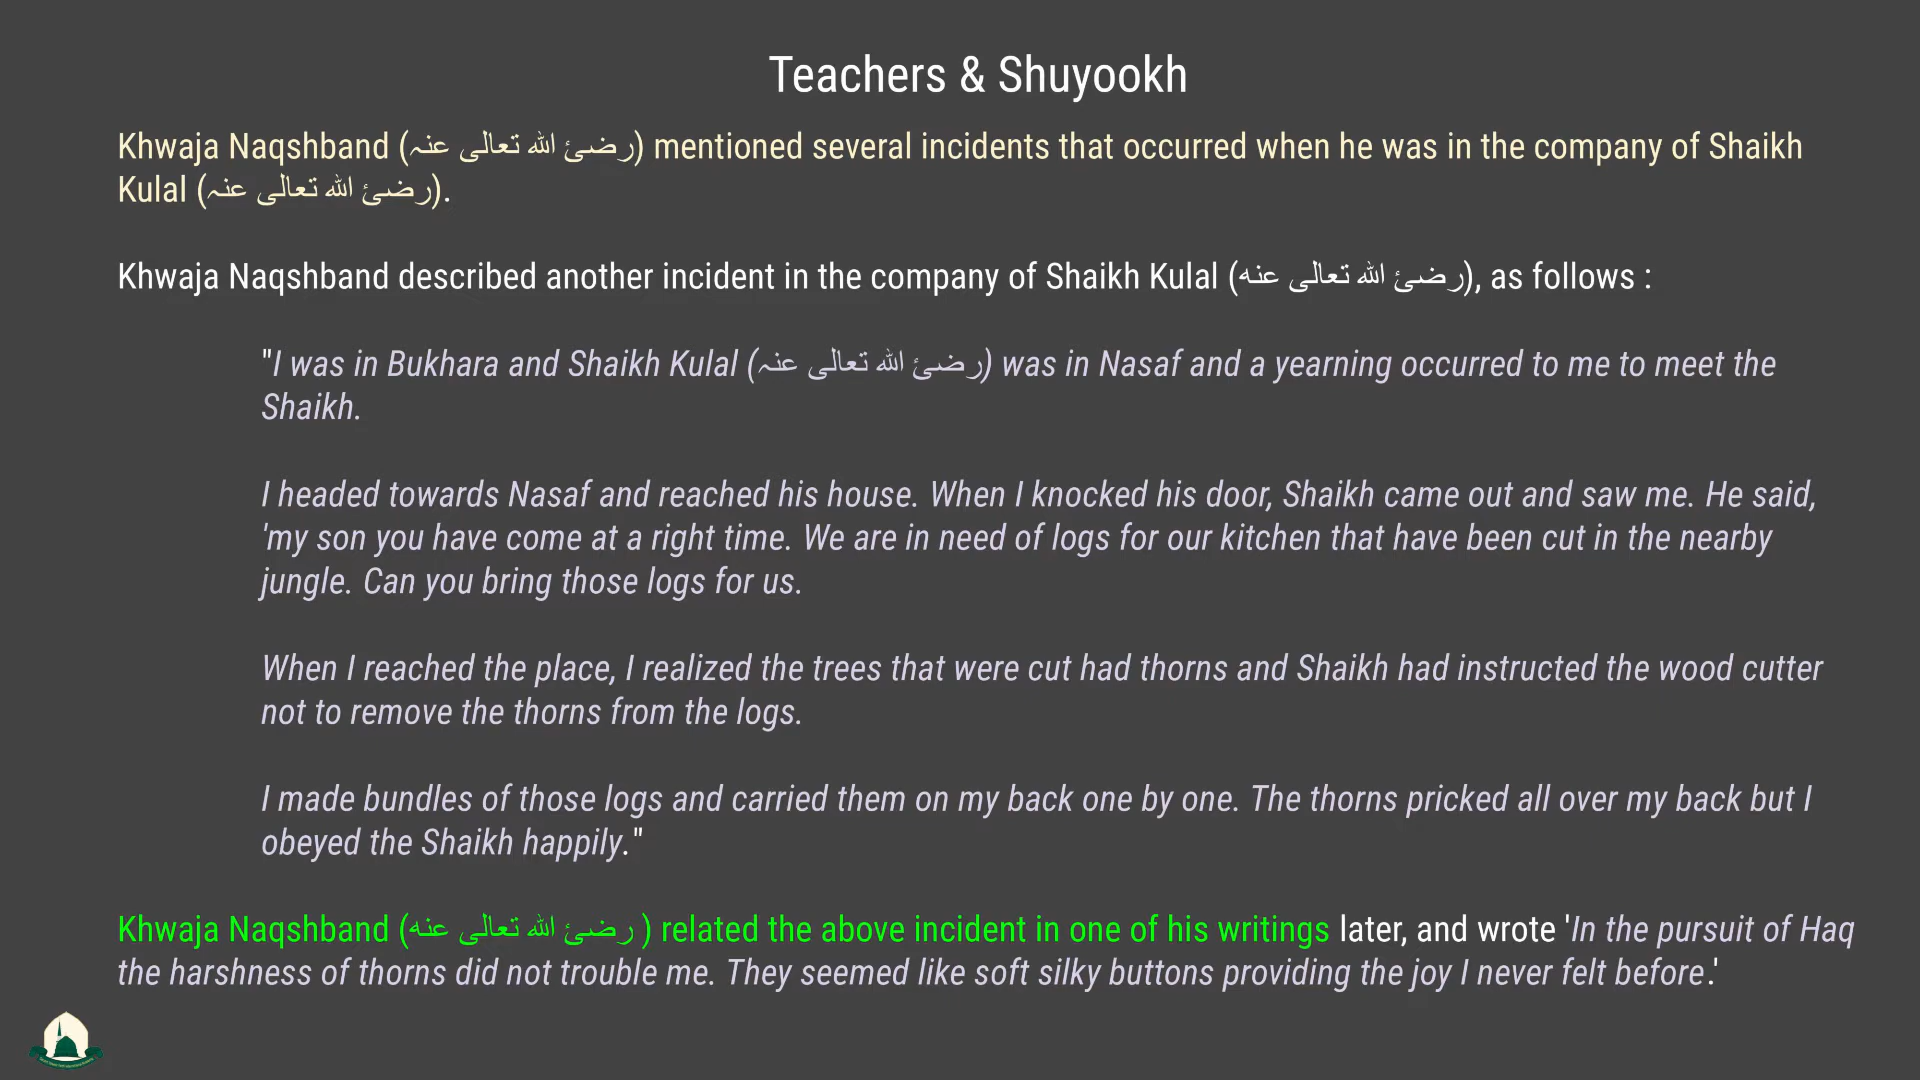 Teachers & Shuyookh
Khwaja Naqshband (رضئ الله تعالی عنہ) mentioned several incidents that occurred when he was in the company of Shaikh
Kulal (رضئ الله تعالی عنہ).
Khwaja Naqshband described another incident in the company of Shaikh Kulal (رضئ الله تعالی عنه), as follows :
"I was in Bukhara and Shaikh Kulal (رضئ الله تعالی عنہ) was in Nasaf and a yearning occurred to me to meet the
Shaikh.
I headed towards Nasaf and reached his house. When I knocked his door, Shaikh came out and saw me. He said,
'my son you have come at a right time. We are in need of logs for our kitchen that have been cut in the nearby
jungle. Can you bring those logs for us.
When I reached the place, I realized the trees that were cut had thorns and Shaikh had instructed the wood cutter
not to remove the thorns from the logs.
I made bundles of those logs and carried them on my back one by one. The thorns pricked all over my back but I
obeyed the Shaikh happily."
Khwaja Naqshband (رضئ الله تعالی عنه ) related the above incident in one of his writings later, and wrote 'In the pursuit of Haq
the harshness of thorns did not trouble me. They seemed like soft silky buttons providing the joy I never felt before.'